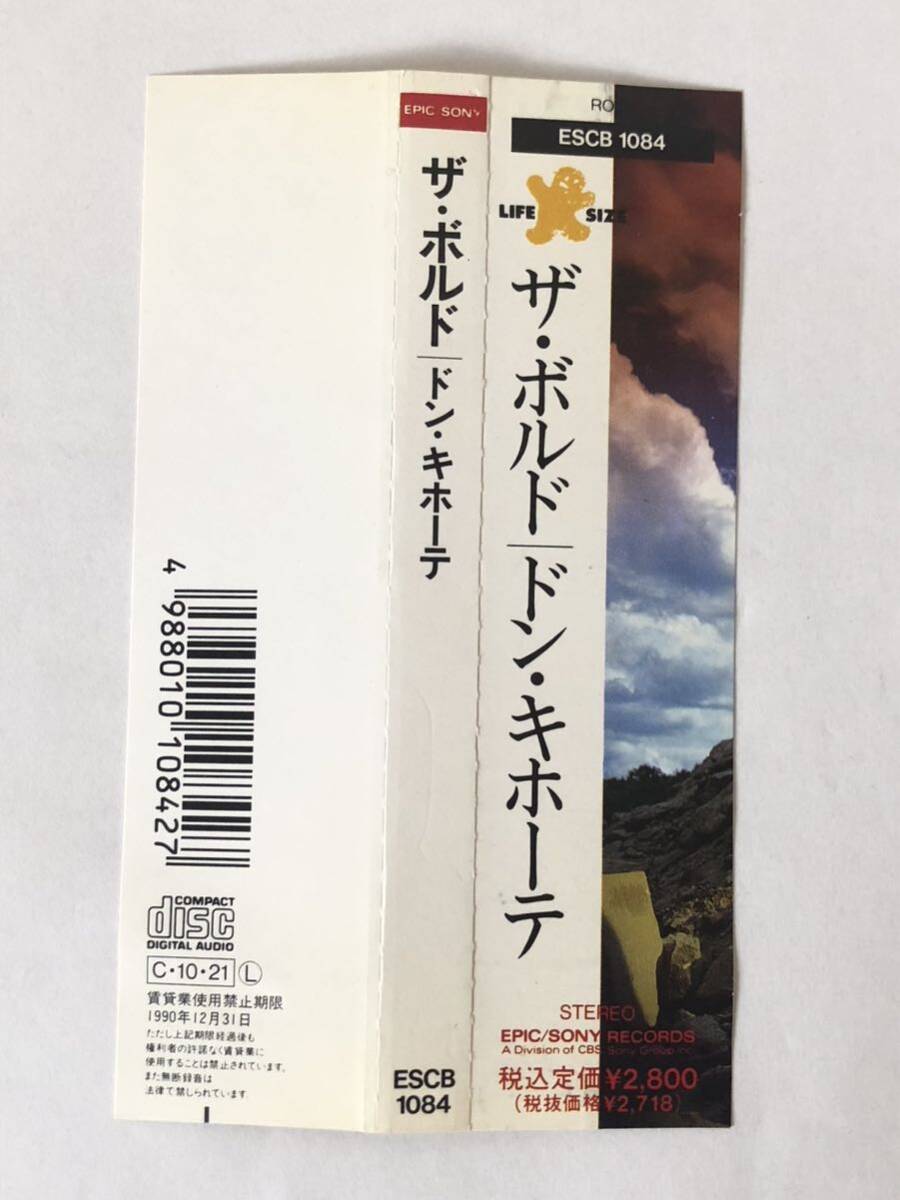 4 988010 108427
COMPACT
disc
DIGITAL AUDIO
C・10・21 L
賃貸業使用禁止期限
1990年12月31日
ただし上記期限経過後も
権利者の許諾なく賃貸業に
使用することは禁止されています。
また無断録音は
法律で禁じられています。
EPIC SONY
ザ・ボルド|ドン・キホーテ
ESCB
1084
RO
ESCB 1084
LIFE SIZE
ザ・ボルド|ドン・キホーテ
STEREO
EPIC/SONY RECORDS
A Division of CBS/Sony Group Inc.
税込定価¥2,800
(税抜価格¥2,718)